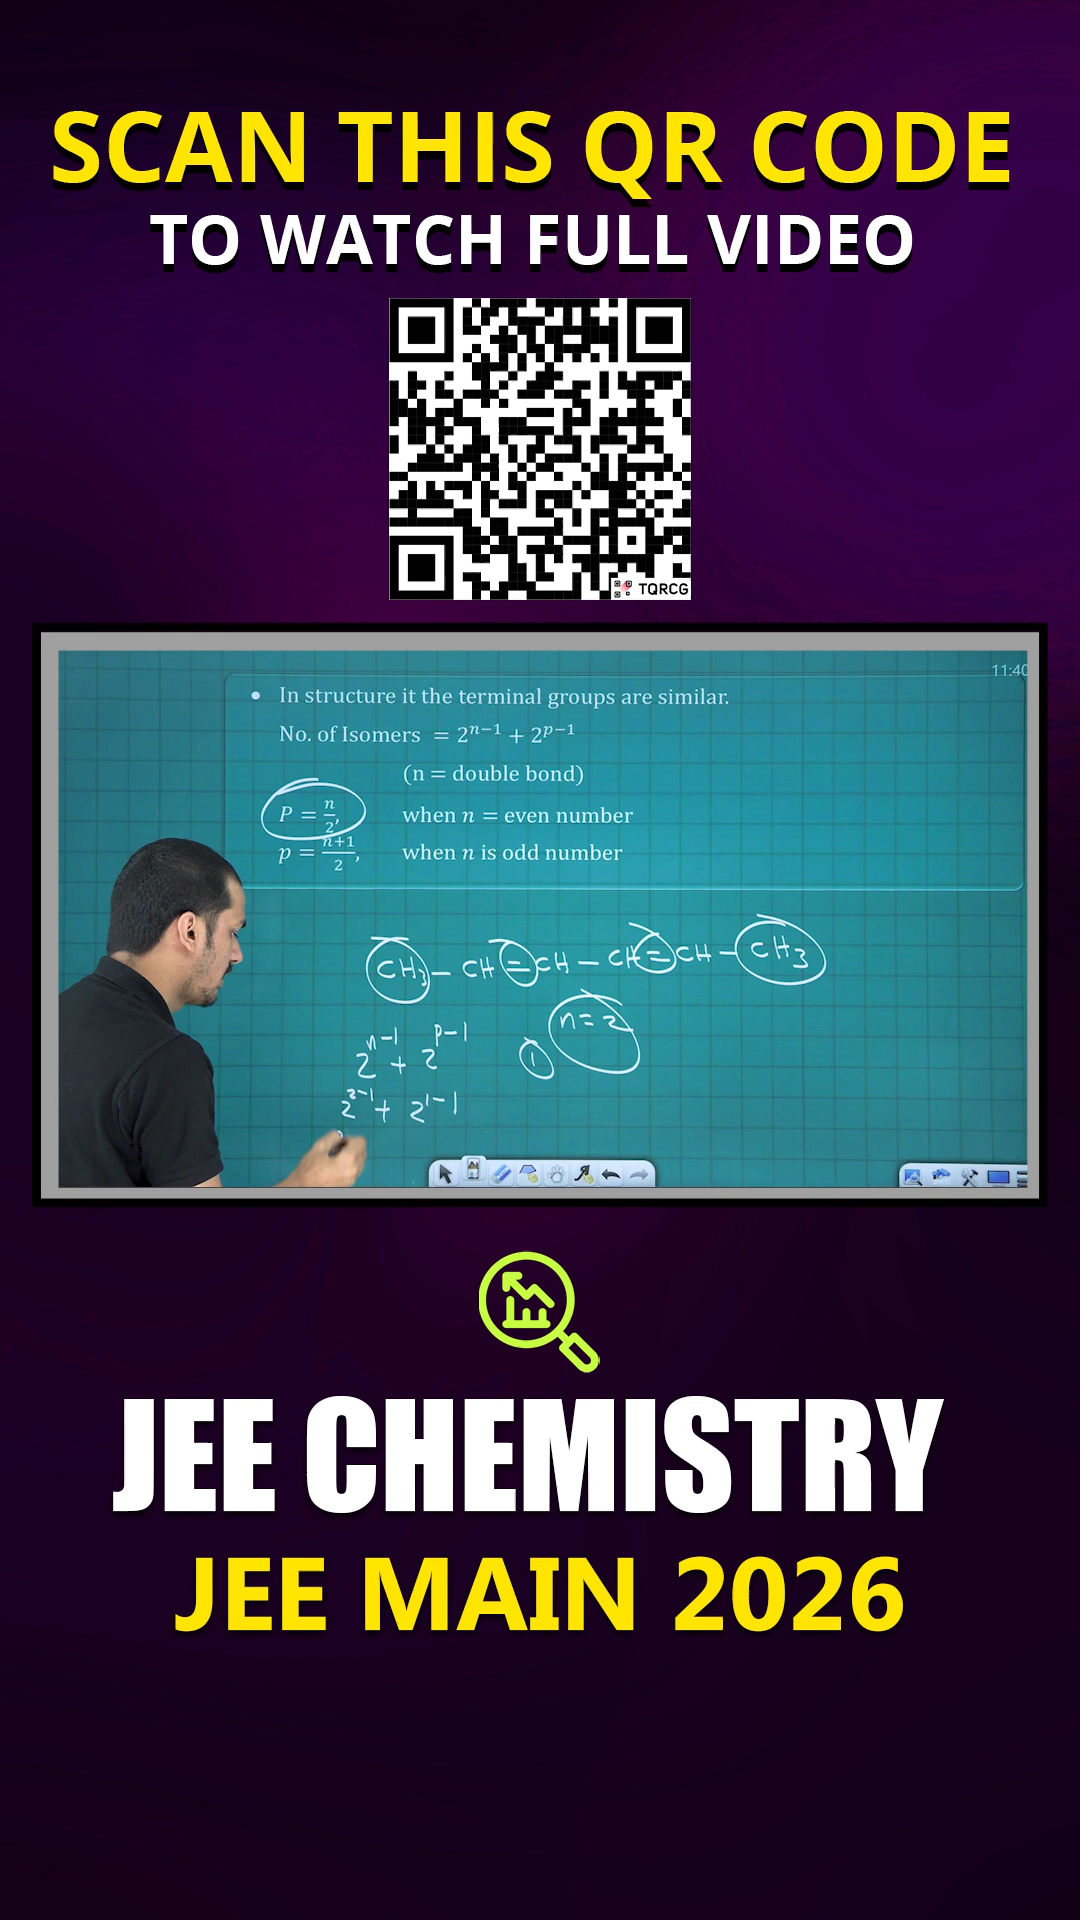 SCAN THIS QR CODE
TO WATCH FULL VIDEO
TQRCG
11:40
• In structure it the terminal groups are similar.
No. of Isomers = 2^{n−1} + 2^{p−1}
(n = double bond)
P = n/2, when n = even number
p = n+1/2, when n is odd number
CH3 — CH = CH — CH = CH — CH3
n = 2
2^{n-1} + 2^{p-1}
1
2^{2-1} + 2^{1-1}
JEE CHEMISTRY
JEE MAIN 2026